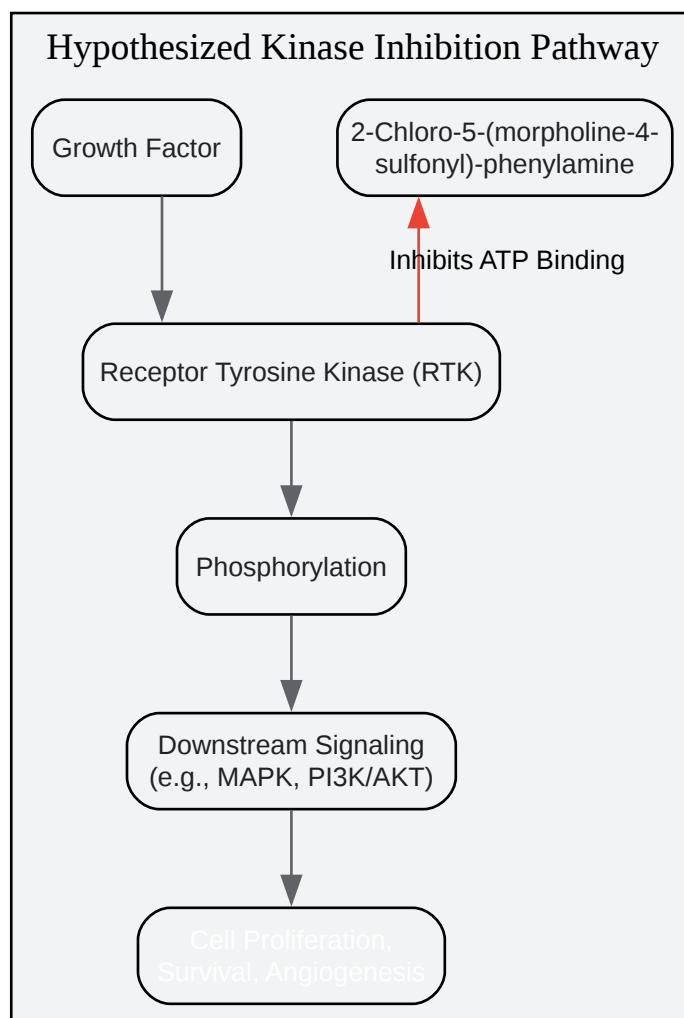 Hypothesized Kinase Inhibition Pathway
Growth Factor
2-Chloro-5-(morpholine-4-
sulfonyl)-phenylamine
Inhibits ATP Binding
Receptor Tyrosine Kinase (RTK)
Phosphorylation
Downstream Signaling
(e.g., MAPK, PI3K/AKT)
Cell Proliferation,
Survival, Angiogenesis